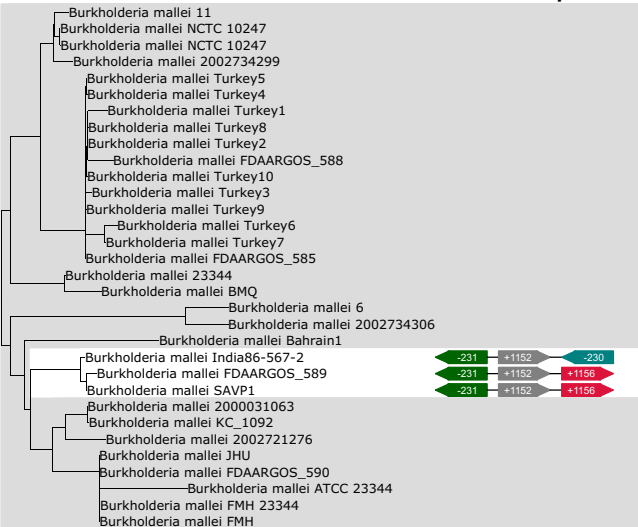 Burkholderia mallei 11
Burkholderia mallei NCTC 10247
Burkholderia mallei NCTC 10247
Burkholderia mallei 2002734299
Burkholderia mallei Turkey5
Burkholderia mallei Turkey4
Burkholderia mallei Turkey1
Burkholderia mallei Turkey8
Burkholderia mallei Turkey2
Burkholderia mallei FDAARGOS_588
Burkholderia mallei Turkey10
Burkholderia mallei Turkey3
Burkholderia mallei Turkey9
Burkholderia mallei Turkey6
Burkholderia mallei Turkey7
Burkholderia mallei FDAARGOS_585
Burkholderia mallei 23344
Burkholderia mallei BMQ
Burkholderia mallei 6
Burkholderia mallei 2002734306
Burkholderia mallei Bahrain1
Burkholderia mallei India86-567-2 -231 +1152 -230
Burkholderia mallei FDAARGOS_589 -231 +1152 +1156
Burkholderia mallei SAVP1 -231 +1152 +1156
Burkholderia mallei 2000031063
Burkholderia mallei KC_1092
Burkholderia mallei 2002721276
Burkholderia mallei JHU
Burkholderia mallei FDAARGOS_590
Burkholderia mallei ATCC 23344
Burkholderia mallei FMH 23344
Burkholderia mallei FMH